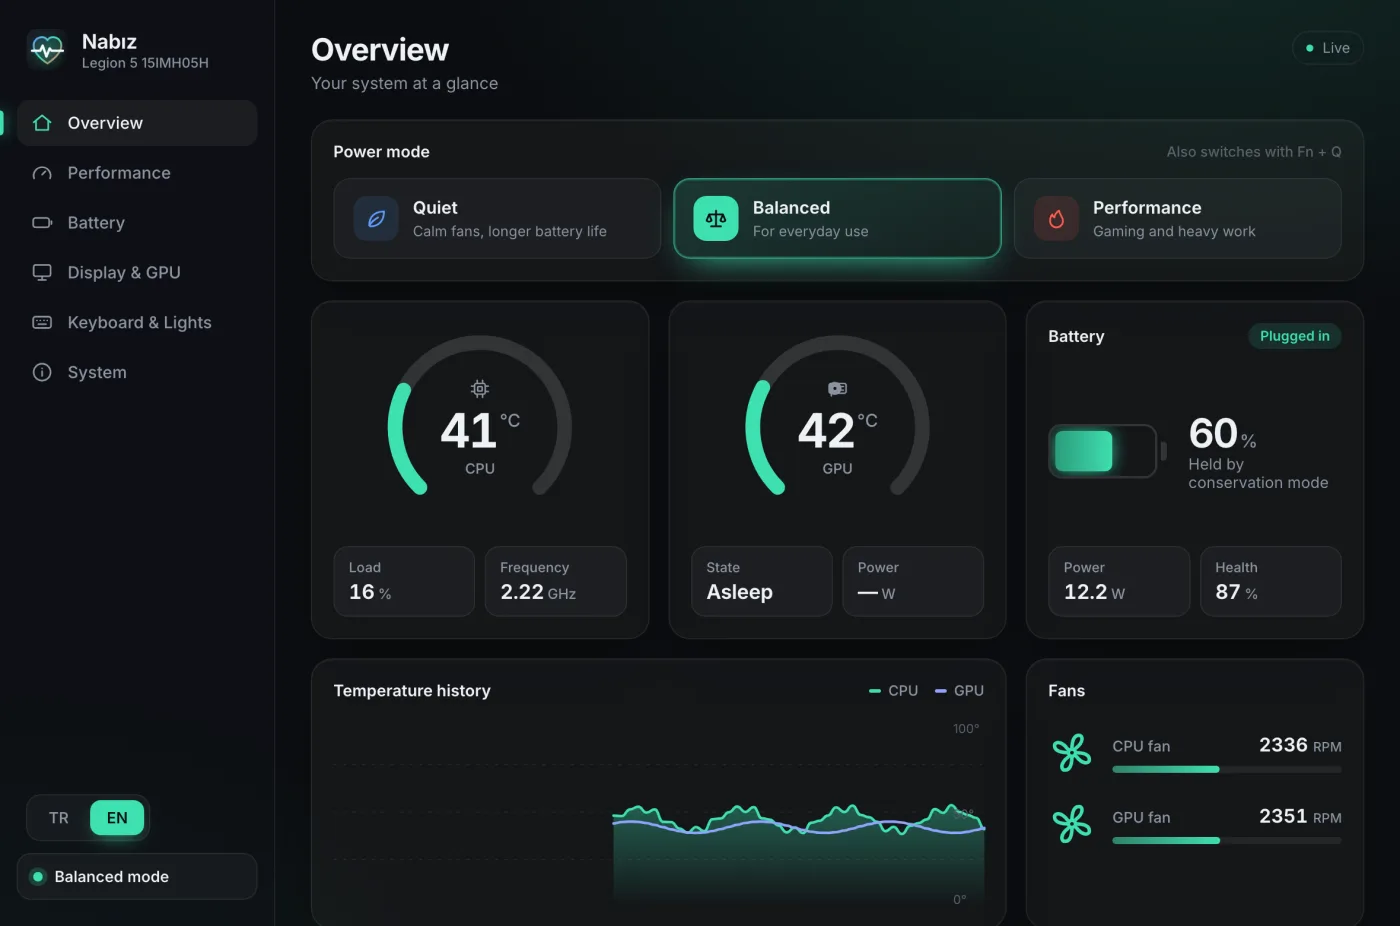 Nabız
Legion 5 15IMH05H
Overview
Performance
Battery
Display & GPU
Keyboard & Lights
System
TR
EN
Balanced mode
Overview
Your system at a glance
Live
Power mode
Also switches with Fn + Q
Quiet
Calm fans, longer battery life
Balanced
For everyday use
Performance
Gaming and heavy work
41 °C
CPU
Load
16 %
Frequency
2.22 GHz
42 °C
GPU
State
Asleep
Power
— W
Battery
Plugged in
60 %
Held by
conservation mode
Power
12.2 W
Health
87 %
Temperature history
CPU
GPU
100°
50°
0°
Fans
CPU fan
2336 RPM
GPU fan
2351 RPM